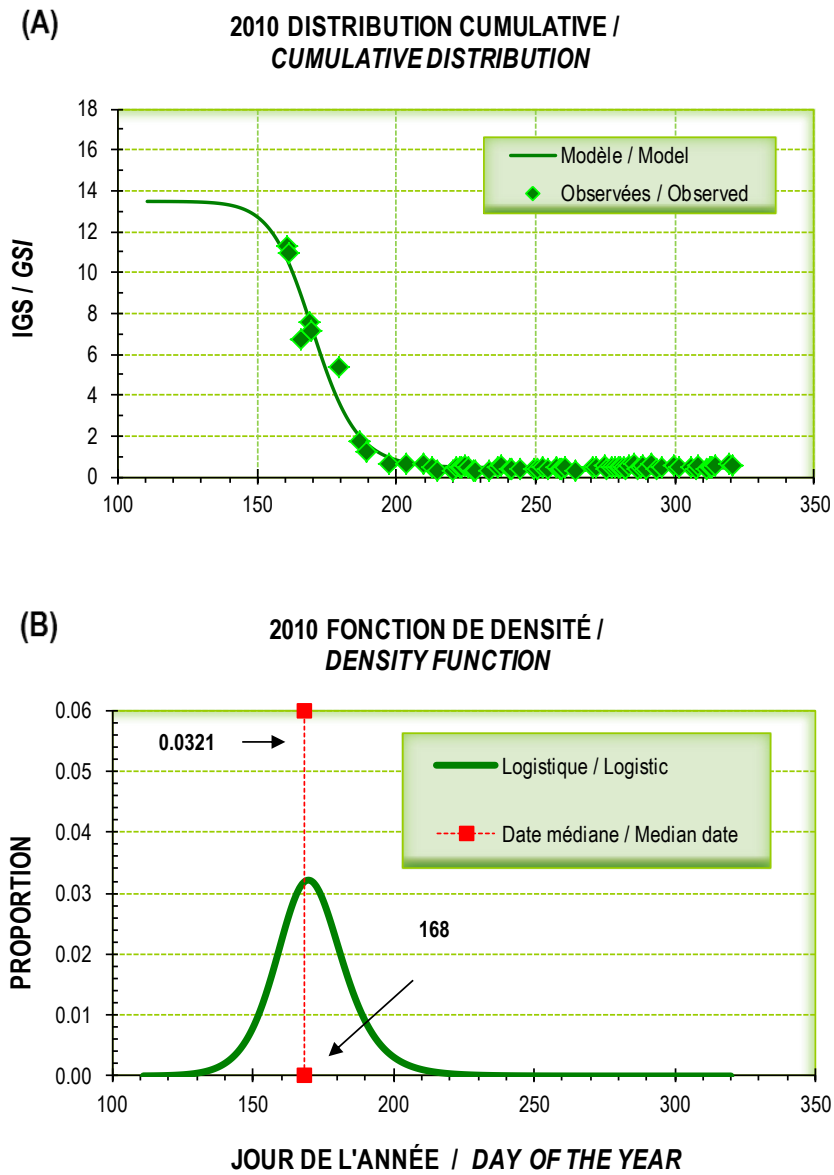 (A)
2010 DISTRIBUTION CUMULATIVE /
CUMULATIVE DISTRIBUTION
18
16
14
12
10
8
6
4
2
0
IGS / GSI
Modèle / Model
Observées / Observed
100 150 200 250 300 350
(B)
2010 FONCTION DE DENSITÉ /
DENSITY FUNCTION
0.06
0.05
0.04
0.03
0.02
0.01
0.00
PROPORTION
0.0321
Logistique / Logistic
Date médiane / Median date
168
100 150 200 250 300 350
JOUR DE L'ANNÉE / DAY OF THE YEAR